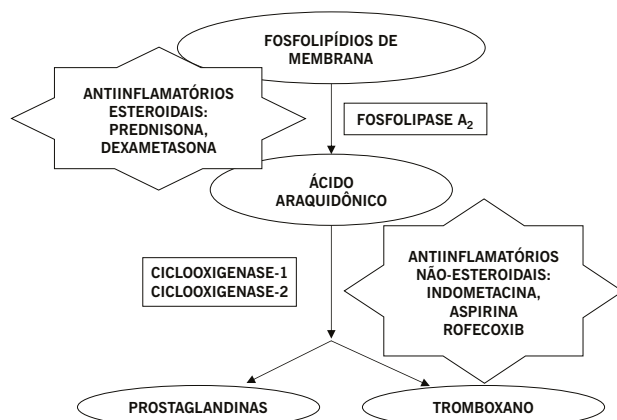 FOSFOLIPÍDIOS DE
MEMBRANA
ANTIINFLAMATÓRIOS
ESTEROIDAIS:
PREDNISONA,
DEXAMETASONA
FOSFOLIPASE A₂
ÁCIDO
ARAQUIDÔNICO
CICLOOXIGENASE-1
CICLOOXIGENASE-2
ANTIINFLAMATÓRIOS
NÃO-ESTEROIDAIS:
INDOMETACINA,
ASPIRINA
ROFECOXIB
PROSTAGLANDINAS
TROMBOXANO